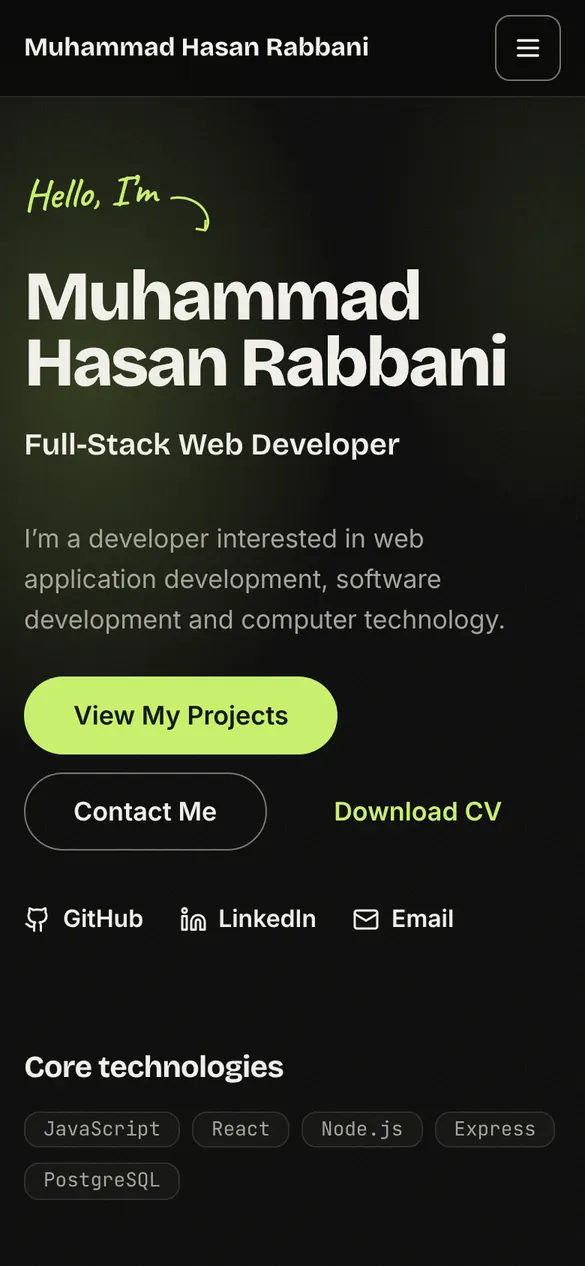 Muhammad Hasan Rabbani
Hello, I'm
Muhammad
Hasan Rabbani
Full-Stack Web Developer
I’m a developer interested in web
application development, software
development and computer technology.
View My Projects
Contact Me
Download CV
GitHub
LinkedIn
Email
Core technologies
JavaScript
React
Node.js
Express
PostgreSQL